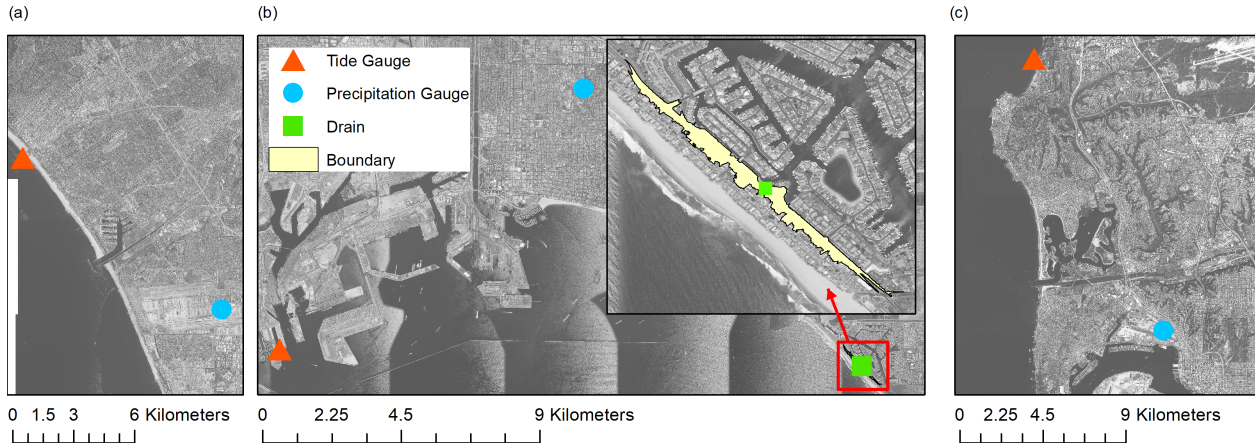 (a)
(b)
(c)
Tide Gauge
Precipitation Gauge
Drain
Boundary
0 1.5 3 6 Kilometers
0 2.25 4.5 9 Kilometers
0 2.25 4.5 9 Kilometers